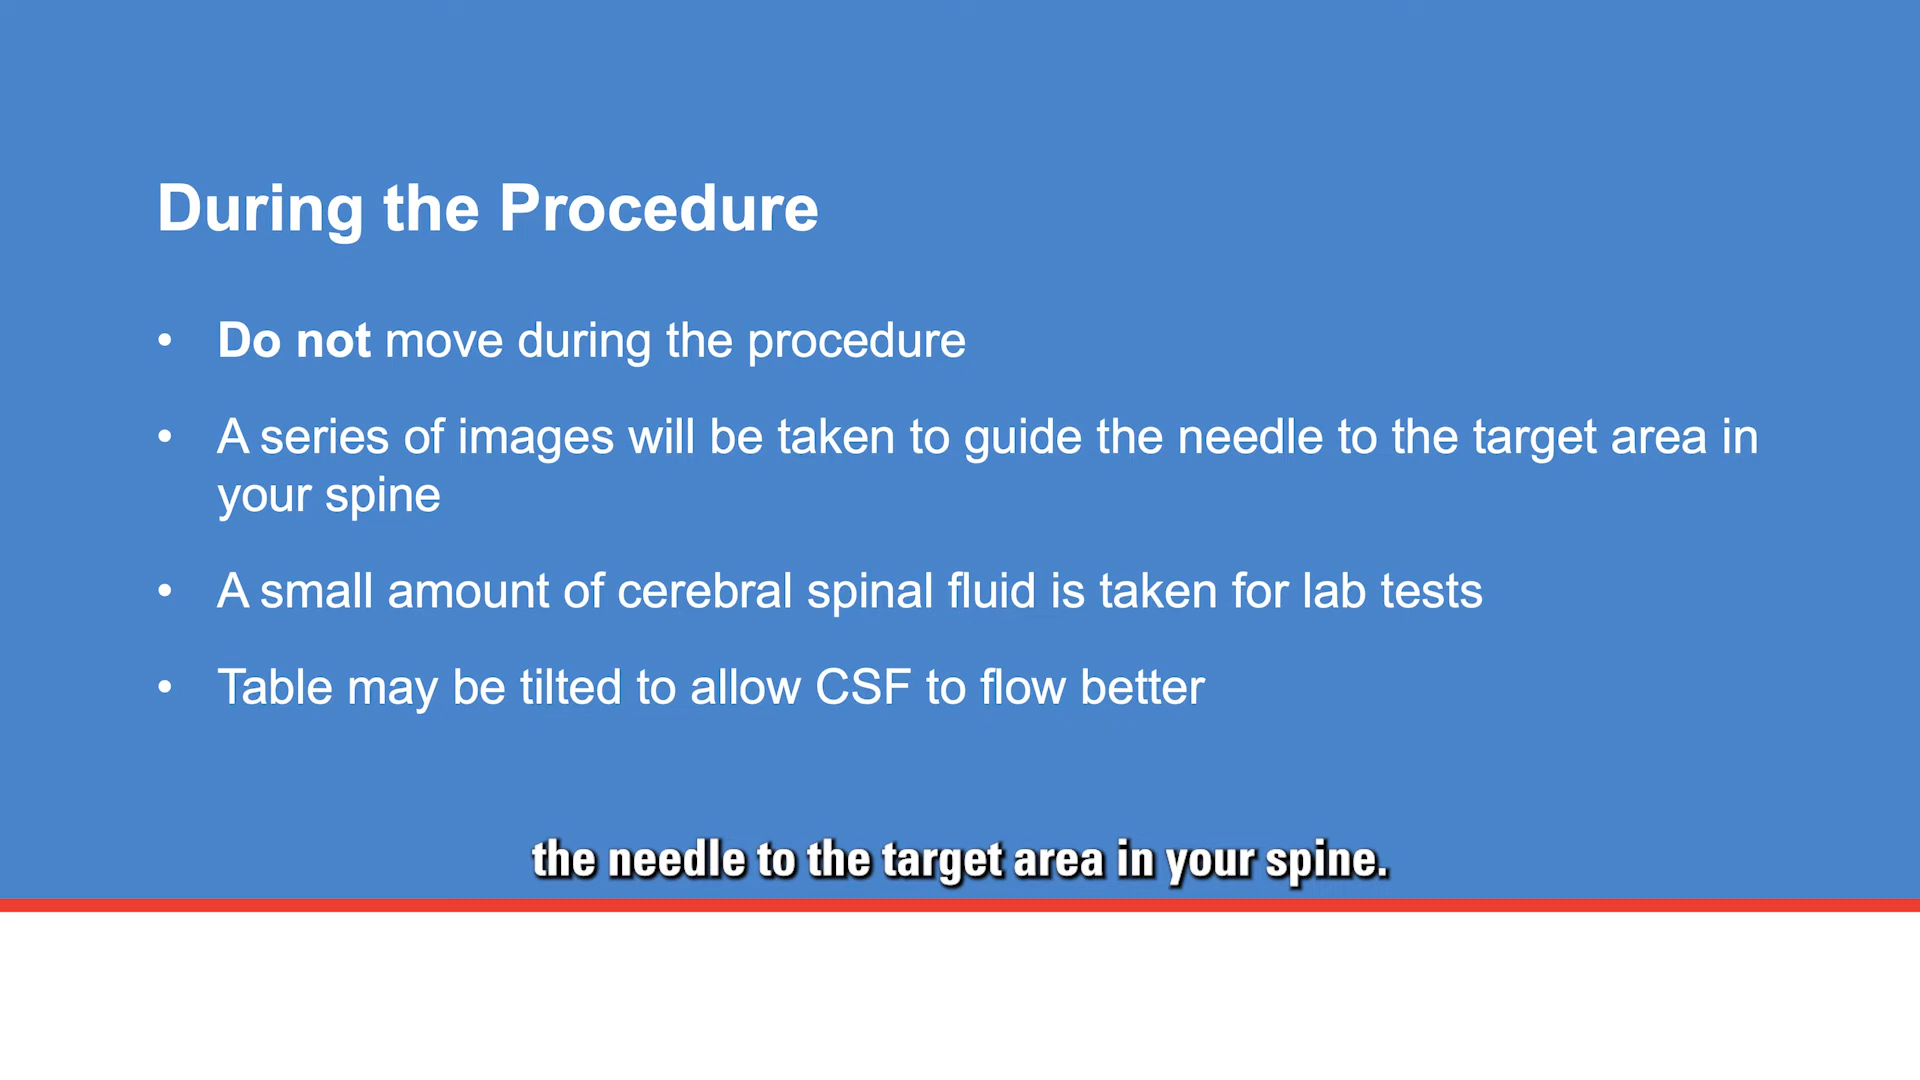 During the Procedure
• Do not move during the procedure
• A series of images will be taken to guide the needle to the target area in
your spine
• A small amount of cerebral spinal fluid is taken for lab tests
• Table may be tilted to allow CSF to flow better
the needle to the target area in your spine.